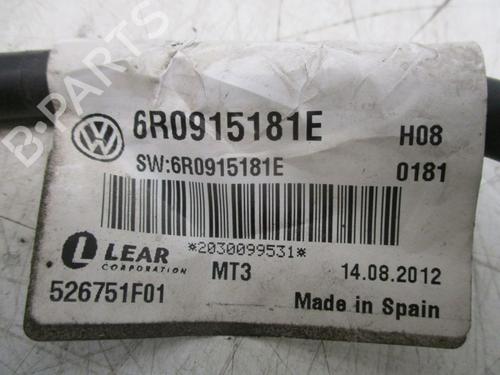 6R0915181E
H08
SW:6R0915181E
0181
*2030099531*
LEAR
CORPORATION
MT3
14.08.2012
526751F01
Made in Spain
B-PARTS